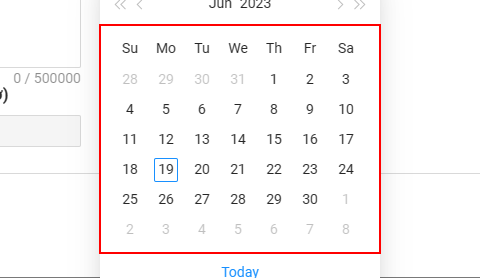 Jun 2023
Su Mo Tu We Th Fr Sa
28 29 30 31 1 2 3
0 / 500000
4 5 6 7 8 9 10
11 12 13 14 15 16 17
18 19 20 21 22 23 24
25 26 27 28 29 30 1
2 3 4 5 6 7 8
Today